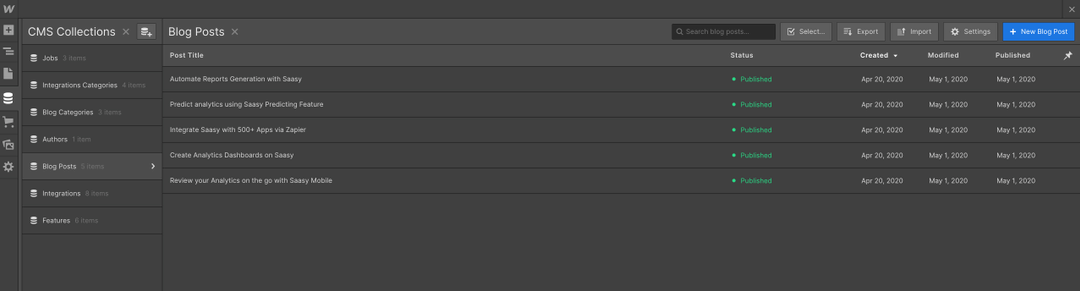 CMS Collections
Blog Posts
Search blog posts...
Select...
Export
Import
Settings
+ New Blog Post
Jobs 3 items
Integrations Categories 4 items
Blog Categories 3 items
Authors 1 item
Blog Posts 5 items
Integrations 8 items
Features 6 items
Post Title Status Created Modified Published
Automate Reports Generation with Saasy Published Apr 20, 2020 May 1, 2020 May 1, 2020
Predict analytics using Saasy Predicting Feature Published Apr 20, 2020 May 1, 2020 May 1, 2020
Integrate Saasy with 500+ Apps via Zapier Published Apr 20, 2020 May 1, 2020 May 1, 2020
Create Analytics Dashboards on Saasy Published Apr 20, 2020 May 1, 2020 May 1, 2020
Review your Analytics on the go with Saasy Mobile Published Apr 20, 2020 May 1, 2020 May 1, 2020